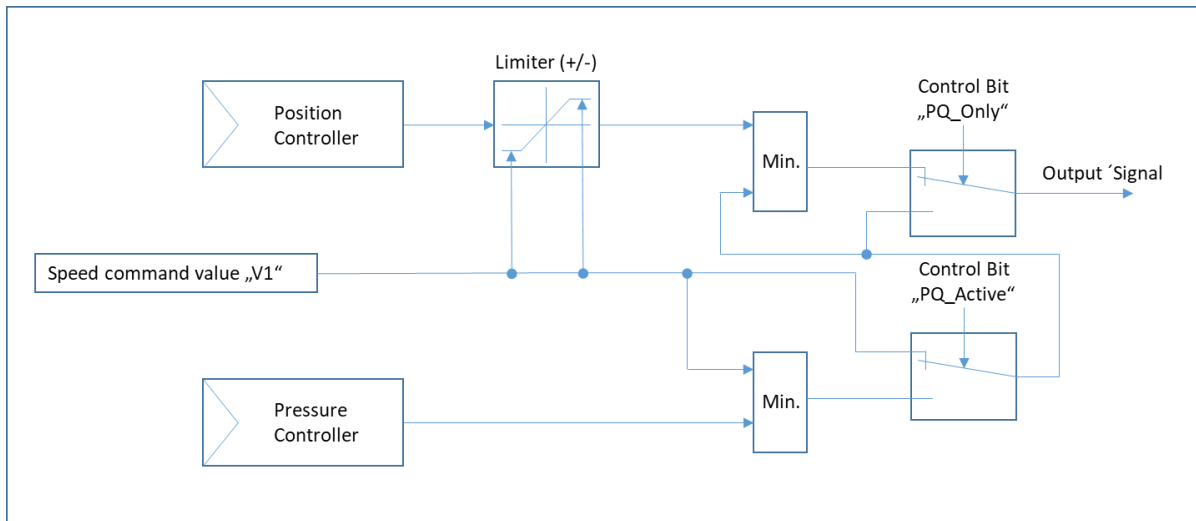 Limiter (+/-)
Position
Controller
Control Bit
„PQ_Only“
Min.
Output ´Signal
Speed command value „V1“
Control Bit
„PQ_Active“
Pressure
Controller
Min.